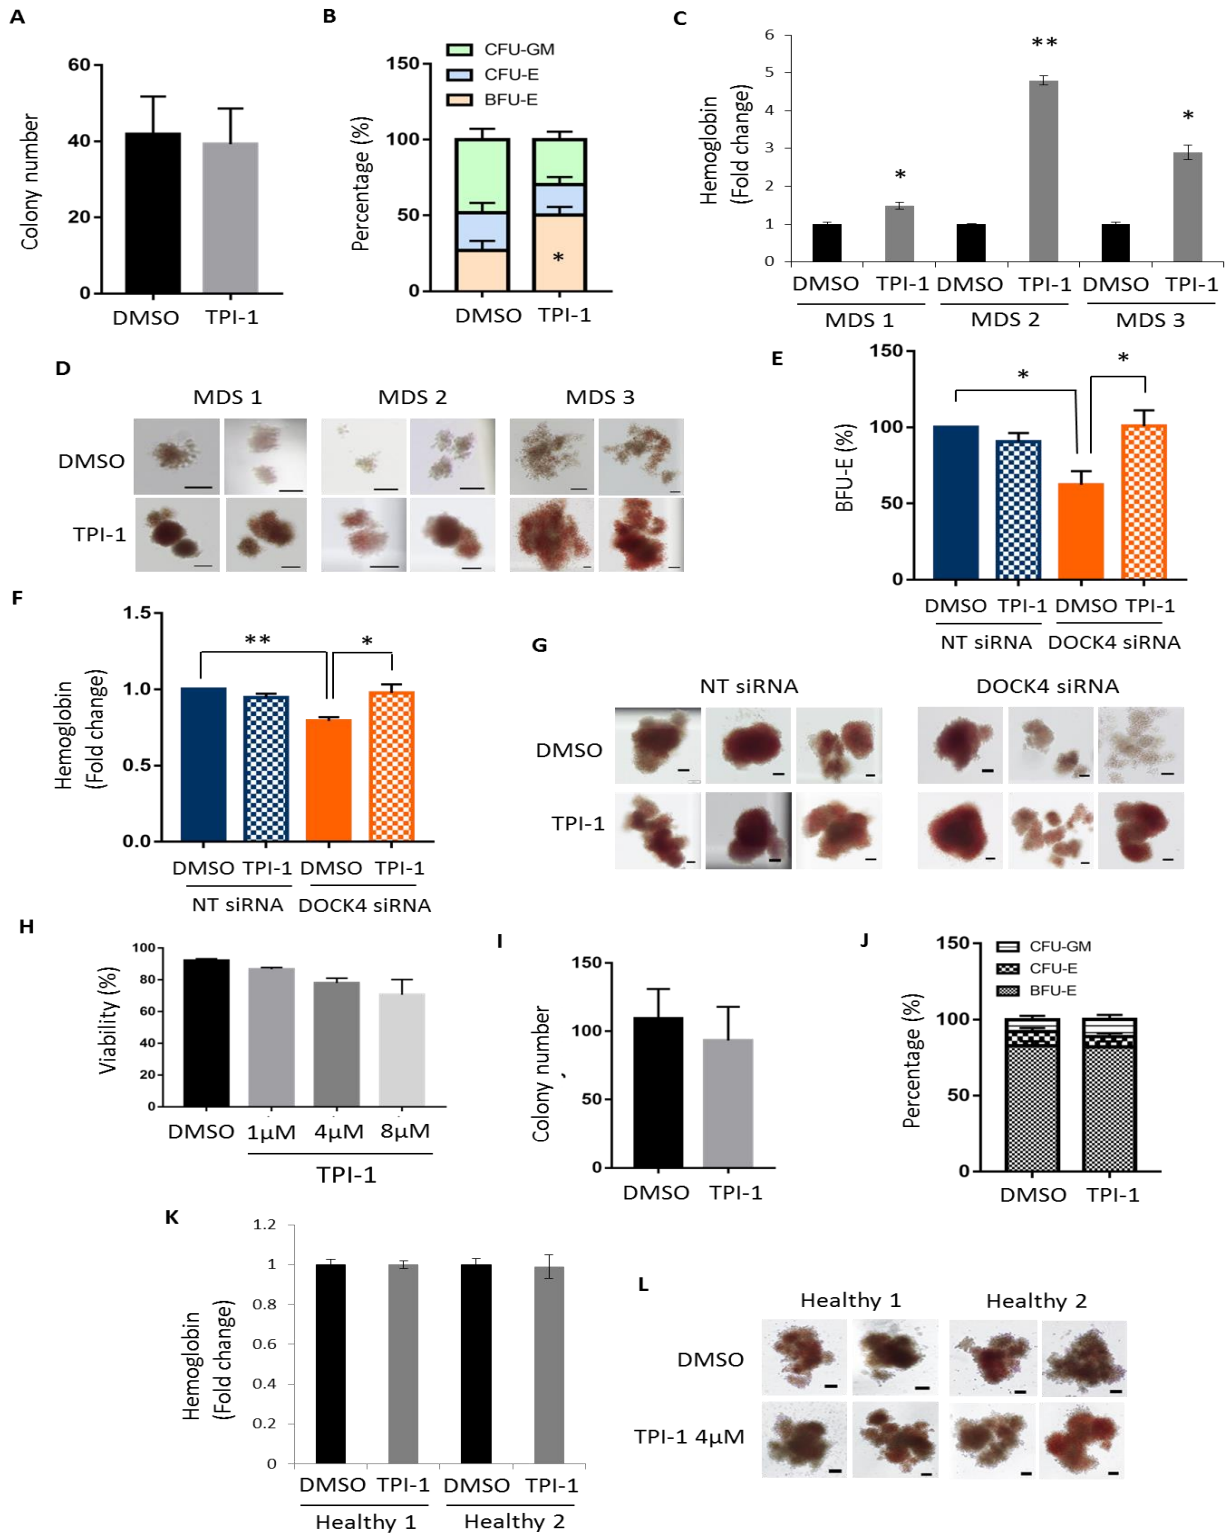 A
60
40
20
0
Colony number
DMSO
TPI-1
B
CFU-GM
CFU-E
BFU-E
150
100
50
0
Percentage (%)
*
DMSO
TPI-1
C
6
5
4
3
2
1
0
Hemoglobin
(Fold change)
*
**
*
DMSO TPI-1 DMSO TPI-1 DMSO TPI-1
MDS 1 MDS 2 MDS 3
D
MDS 1 MDS 2 MDS 3
DMSO
TPI-1
E
150
100
50
0
BFU-E (%)
* *
DMSO TPI-1 DMSO TPI-1
NT siRNA DOCK4 siRNA
F
1.5
1.0
0.5
0.0
Hemoglobin
(Fold change)
** *
DMSO TPI-1 DMSO TPI-1
NT siRNA DOCK4 siRNA
G
NT siRNA DOCK4 siRNA
DMSO
TPI-1
H
100
80
60
40
20
0
Viability (%)
DMSO 1μM 4μM 8μM
TPI-1
I
150
100
50
0
Colony number
DMSO TPI-1
J
CFU-GM
CFU-E
BFU-E
150
100
50
0
Percentage (%)
DMSO TPI-1
K
1.2
1
0.8
0.6
0.4
0.2
0
Hemoglobin
(Fold change)
DMSO TPI-1 DMSO TPI-1
Healthy 1 Healthy 2
L
Healthy 1 Healthy 2
DMSO
TPI-1 4μM